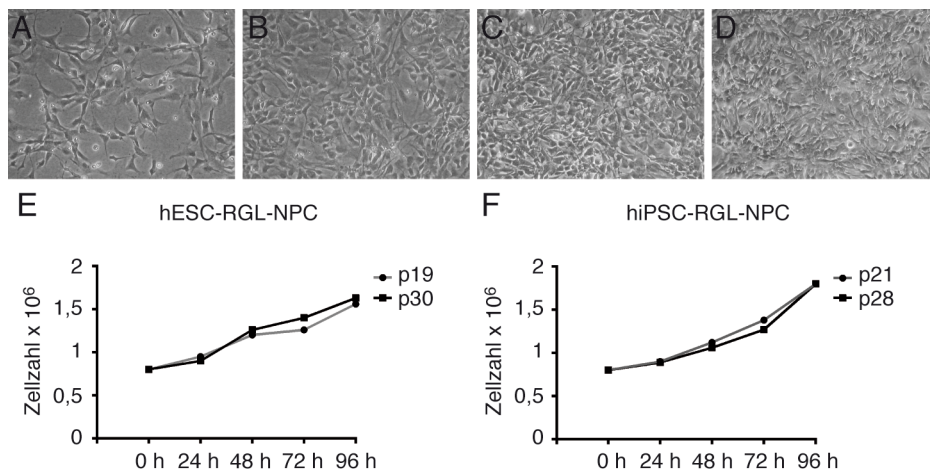 A B C D
E hESC-RGL-NPC
2
1,5
1
0,5
0
Zellzahl x 10⁶
p19
p30
0 h 24 h 48 h 72 h 96 h
F hiPSC-RGL-NPC
2
1,5
1
0,5
0
Zellzahl x 10⁶
p21
p28
0 h 24 h 48 h 72 h 96 h